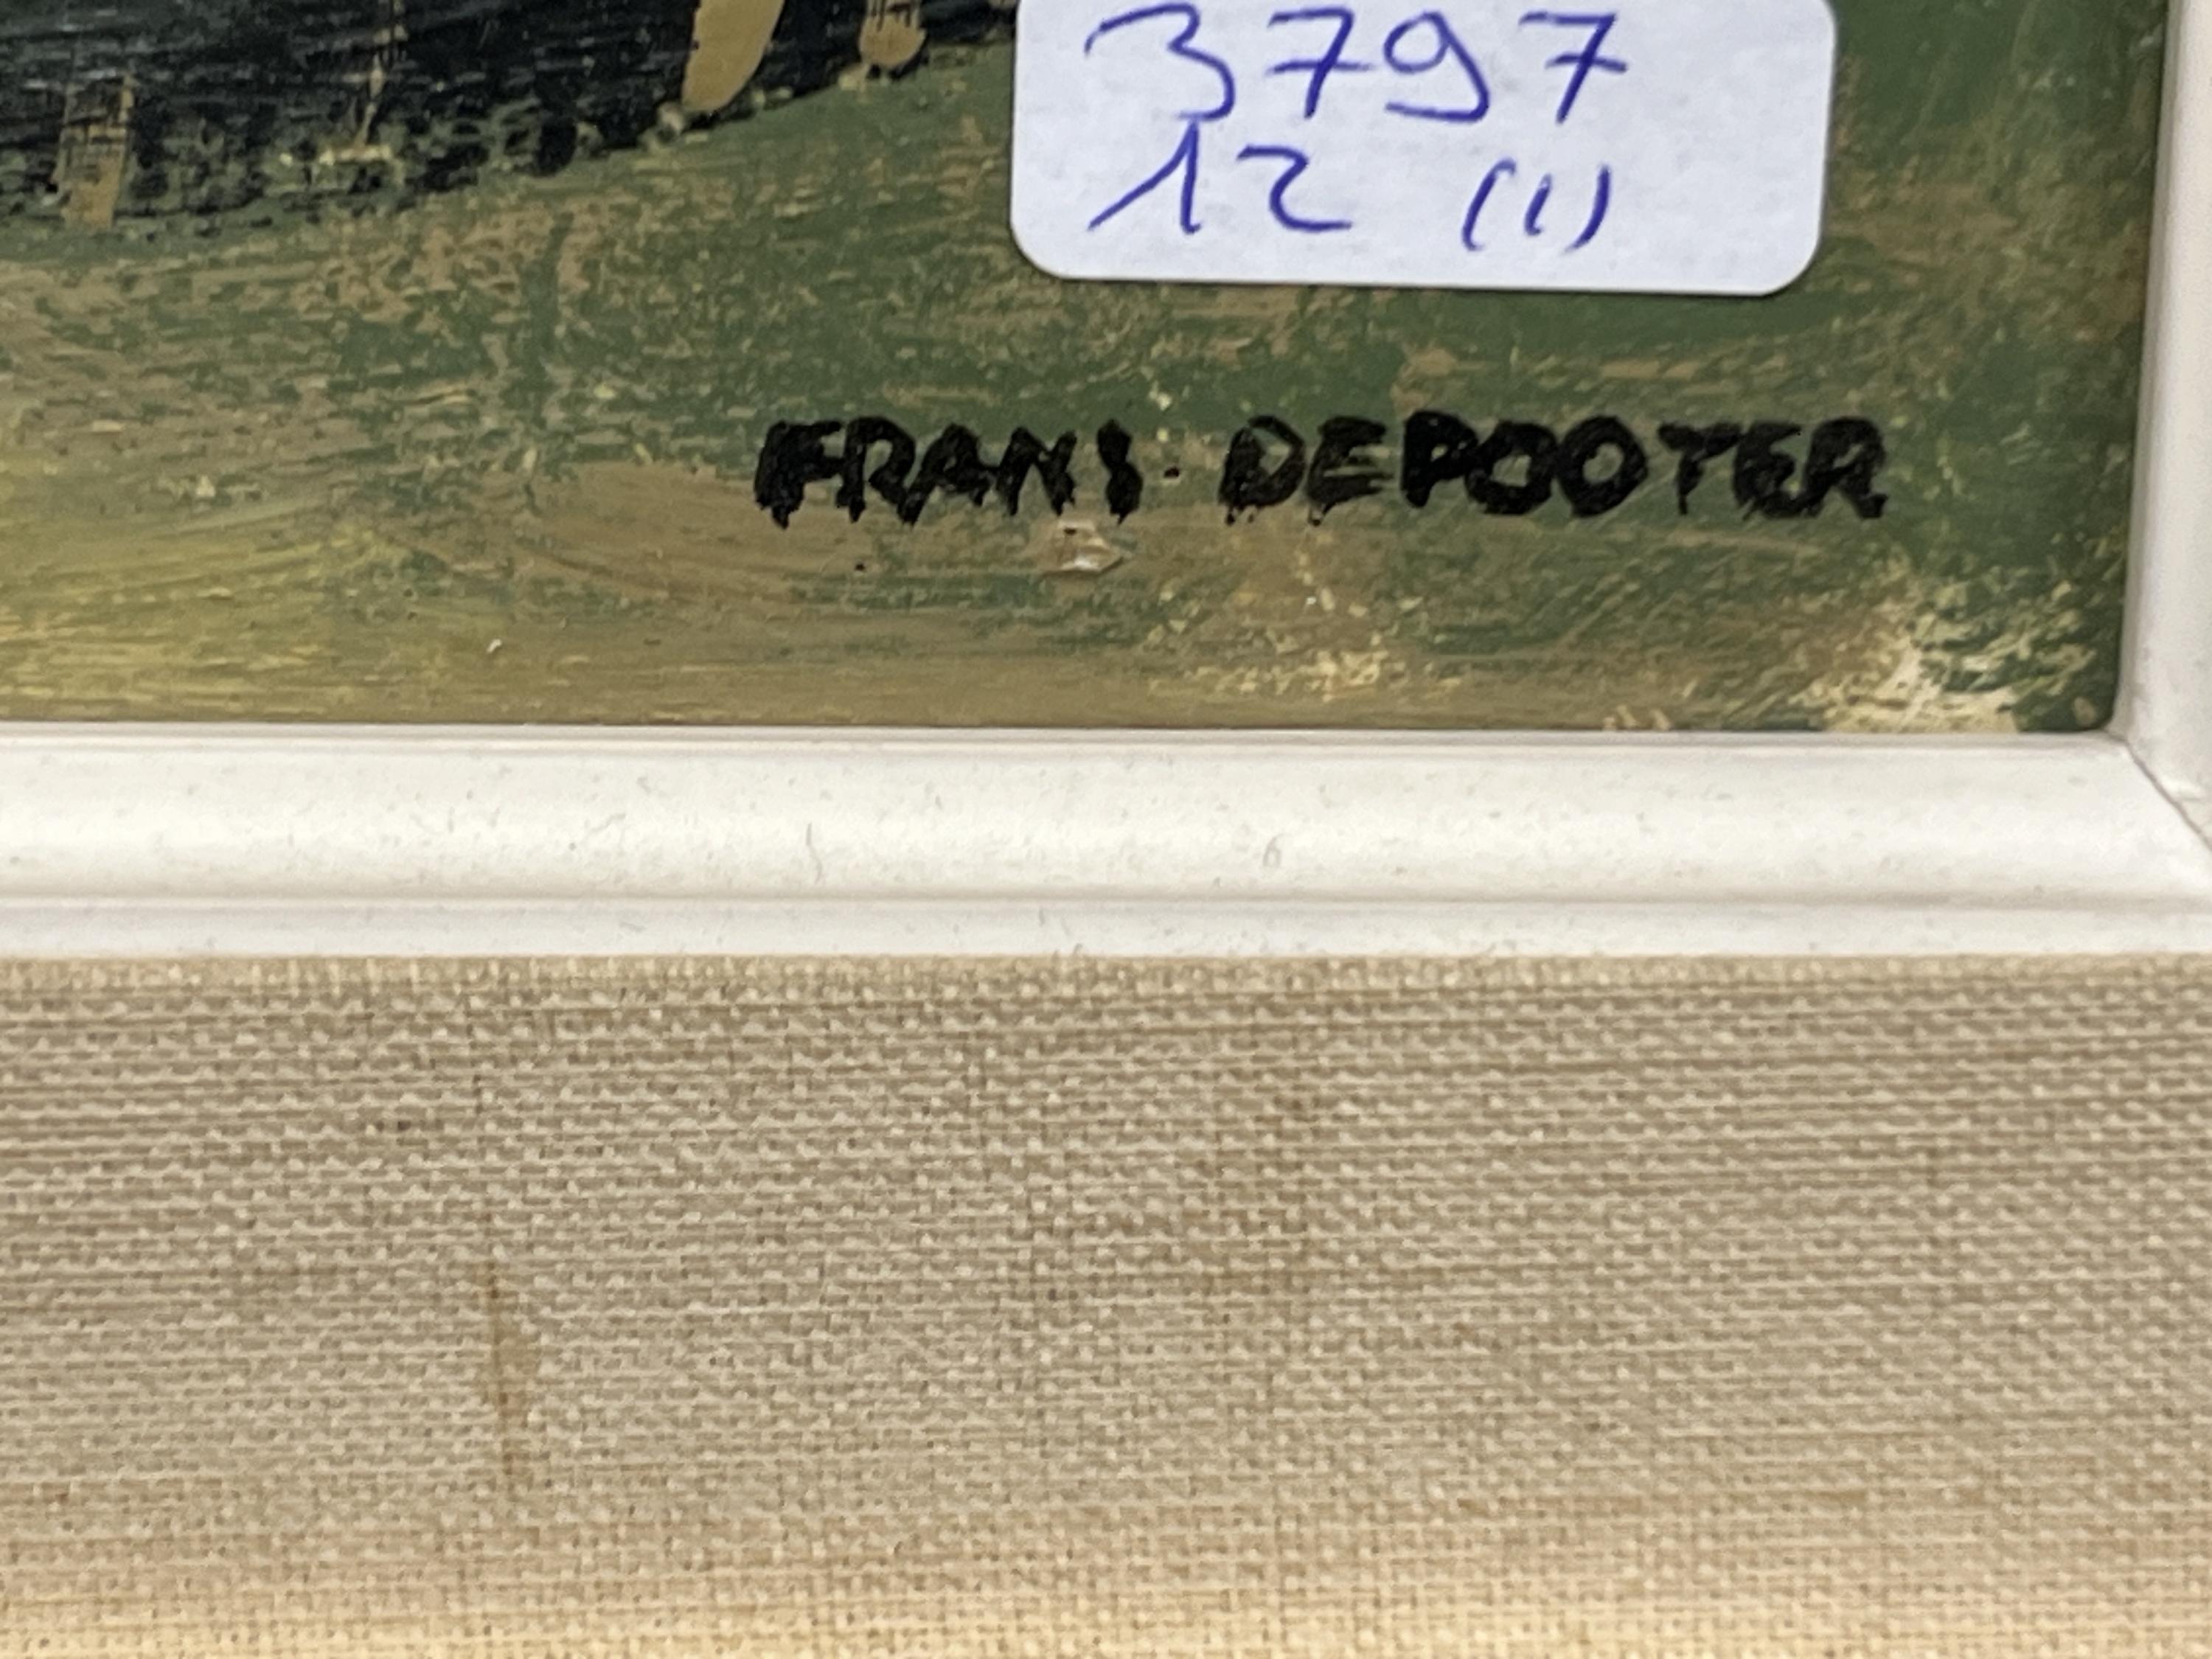 3797
12 (1)
FRANS. DEPOOTER